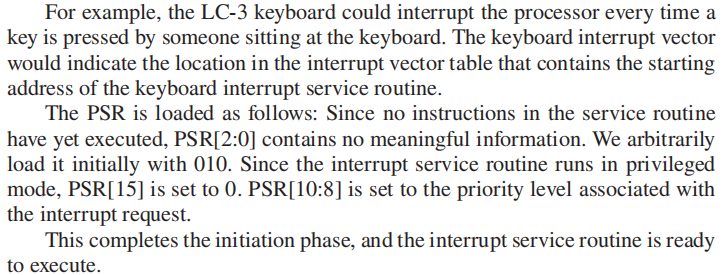 For example, the LC-3 keyboard could interrupt the processor every time a
key is pressed by someone sitting at the keyboard. The keyboard interrupt vector
would indicate the location in the interrupt vector table that contains the starting
address of the keyboard interrupt service routine.
The PSR is loaded as follows: Since no instructions in the service routine
have yet executed, PSR[2:0] contains no meaningful information. We arbitrarily
load it initially with 010. Since the interrupt service routine runs in privileged
mode, PSR[15] is set to 0. PSR[10:8] is set to the priority level associated with
the interrupt request.
This completes the initiation phase, and the interrupt service routine is ready
to execute.